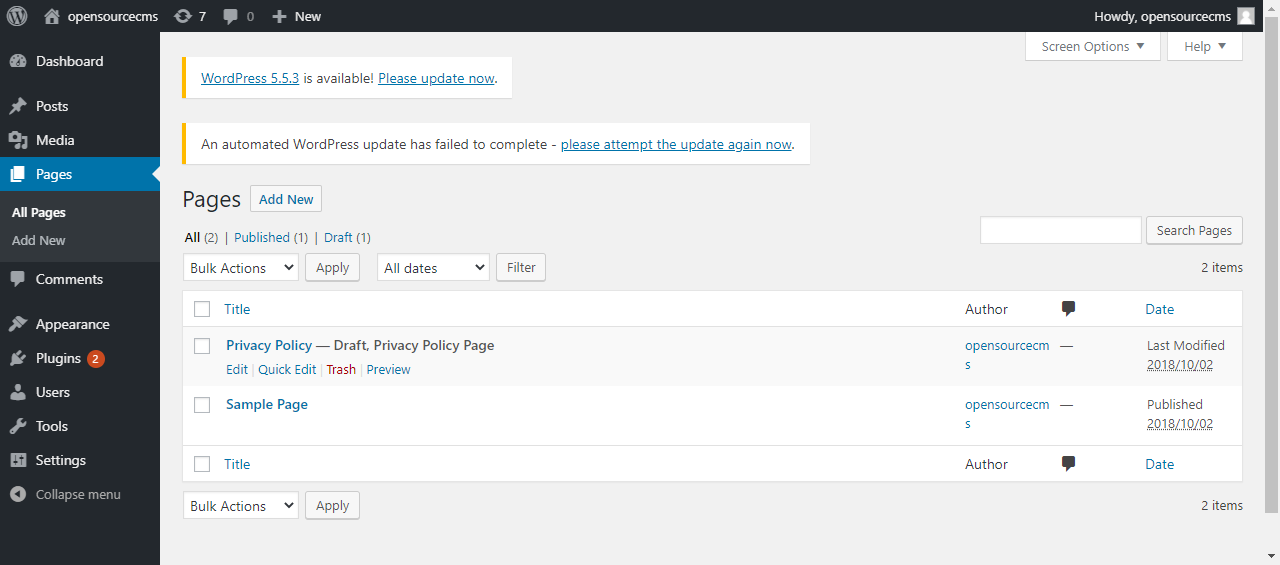 opensourcecms 7 0 New Howdy, opensourcecms
Screen Options Help
Dashboard
Posts
Media
Pages
All Pages
Add New
Comments
Appearance
Plugins 2
Users
Tools
Settings
Collapse menu
WordPress 5.5.3 is available! Please update now.
An automated WordPress update has failed to complete - please attempt the update again now.
Pages Add New
All (2) | Published (1) | Draft (1)
Search Pages
Bulk Actions Apply All dates Filter 2 items
Title Author Date
Privacy Policy — Draft, Privacy Policy Page opensourcecm — Last Modified
Edit | Quick Edit | Trash | Preview s 2018/10/02
Sample Page opensourcecm — Published
s 2018/10/02
Title Author Date
Bulk Actions Apply 2 items